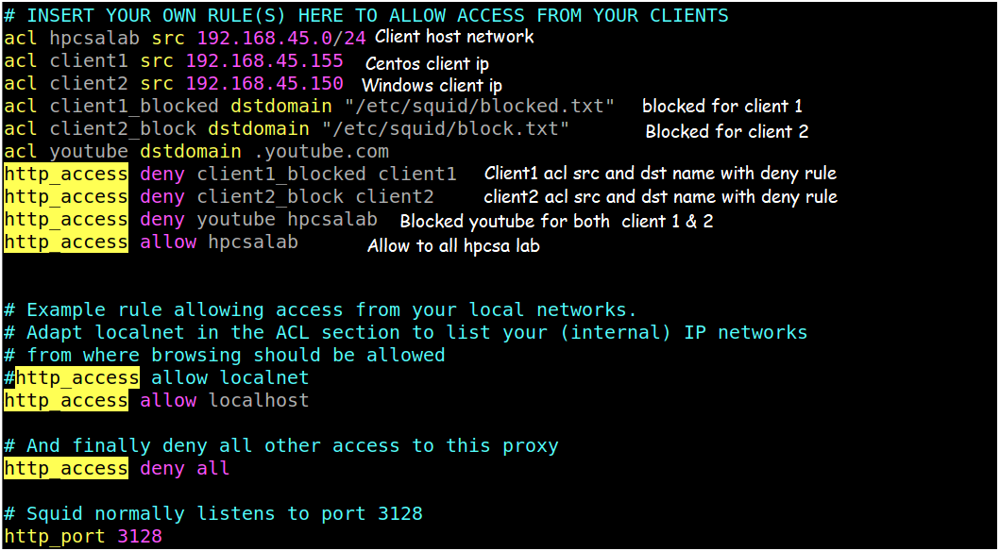 # INSERT YOUR OWN RULE(S) HERE TO ALLOW ACCESS FROM YOUR CLIENTS
acl hpcsalab src 192.168.45.0/24 Client host network
acl client1 src 192.168.45.155 Centos client ip
acl client2 src 192.168.45.150 Windows client ip
acl client1_blocked dstdomain "/etc/squid/blocked.txt" blocked for client 1
acl client2_block dstdomain "/etc/squid/block.txt" Blocked for client 2
acl youtube dstdomain .youtube.com
http_access deny client1_blocked client1 Client1 acl src and dst name with deny rule
http_access deny client2_block client2 client2 acl src and dst name with deny rule
http_access deny youtube hpcsalab Blocked youtube for both client 1 & 2
http_access allow hpcsalab Allow to all hpcsa lab
# Example rule allowing access from your local networks.
# Adapt localnet in the ACL section to list your (internal) IP networks
# from where browsing should be allowed
#http_access allow localnet
http_access allow localhost
# And finally deny all other access to this proxy
http_access deny all
# Squid normally listens to port 3128
http_port 3128